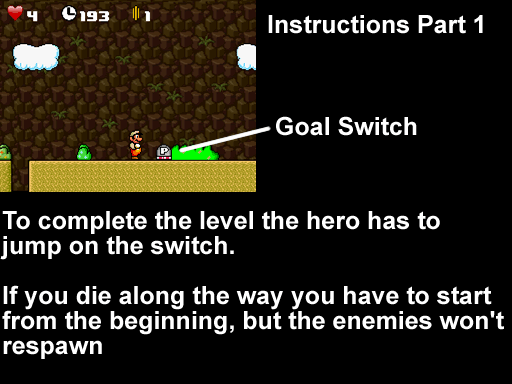 4 193 1
Instructions Part 1
Goal Switch
P
To complete the level the hero has to
jump on the switch.
If you die along the way you have to start
from the beginning, but the enemies won't
respawn